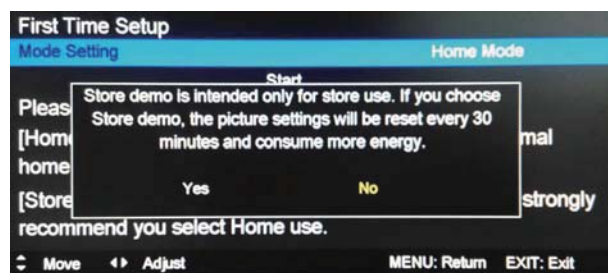 First Time Setup
Mode Setting Home Mode
Start
Store demo is intended only for store use. If you choose
Store demo, the picture settings will be reset every 30
minutes and consume more energy.
Yes No
Pleas
[Hom mal
home
[Store strongly
recommend you select Home use.
Move Adjust MENU: Return EXIT: Exit